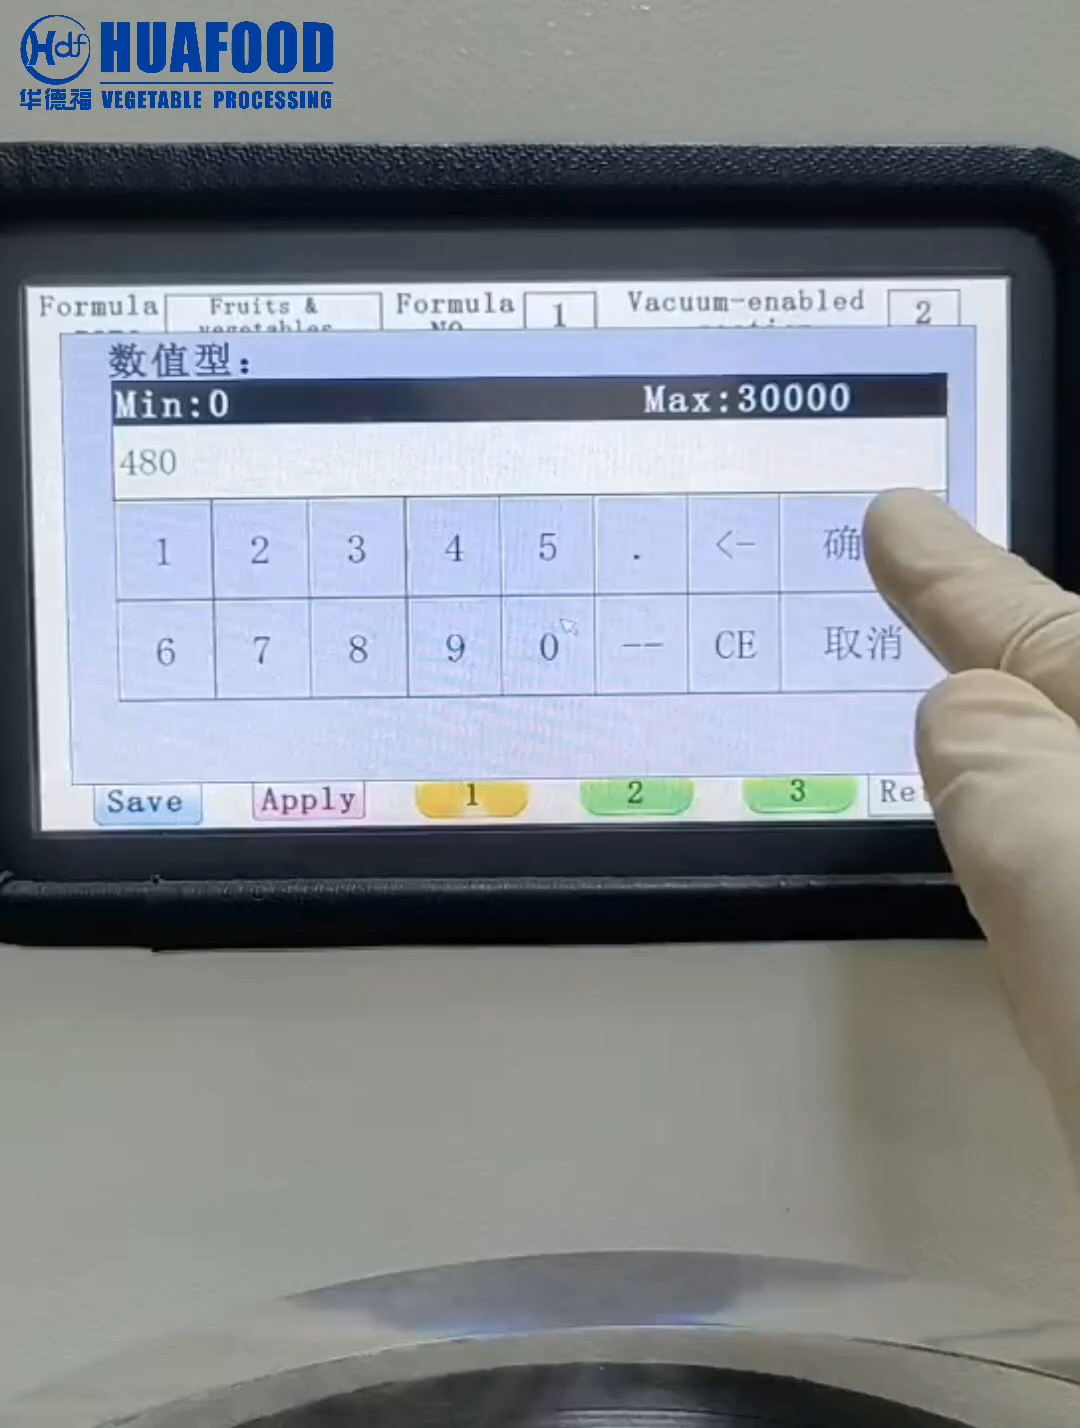 Hdf HUAFOOD
华德福 VEGETABLE PROCESSING
Formula Fruits & Formula 1 Vacuum-enabled 2
vegetables NO
数值型：
Min:0 Max:30000
480
1 2 3 4 5 . <- 确
6 7 8 9 0 -- CE 取消
Save Apply 1 2 3 Ret